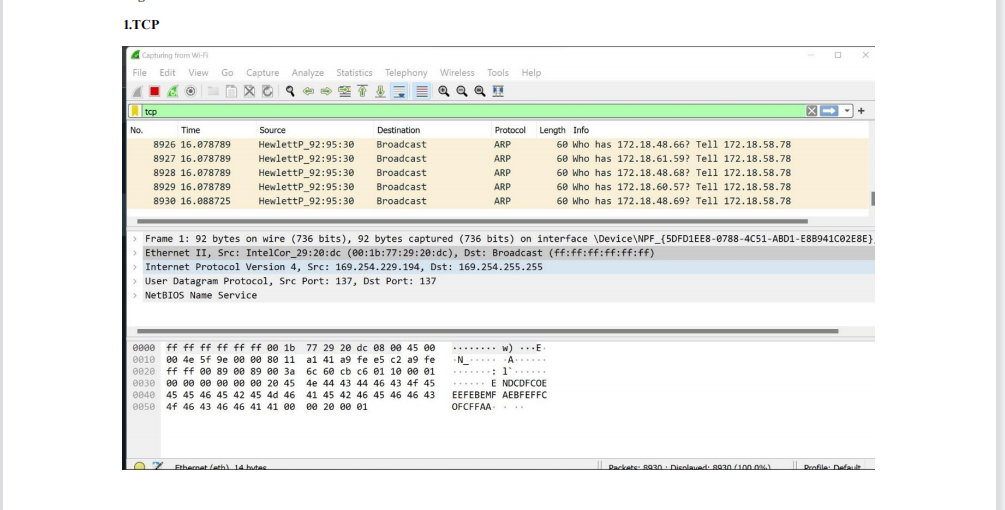 1.TCP
Capturing from Wi-Fi
File Edit View Go Capture Analyze Statistics Telephony Wireless Tools Help
tcp
No. Time Source Destination Protocol Length Info
8926 16.078789 HewlettP_92:95:30 Broadcast ARP 60 Who has 172.18.48.66? Tell 172.18.58.78
8927 16.078789 HewlettP_92:95:30 Broadcast ARP 60 Who has 172.18.61.59? Tell 172.18.58.78
8928 16.078789 HewlettP_92:95:30 Broadcast ARP 60 Who has 172.18.48.68? Tell 172.18.58.78
8929 16.078789 HewlettP_92:95:30 Broadcast ARP 60 Who has 172.18.60.57? Tell 172.18.58.78
8930 16.088725 HewlettP_92:95:30 Broadcast ARP 60 Who has 172.18.48.69? Tell 172.18.58.78
> Frame 1: 92 bytes on wire (736 bits), 92 bytes captured (736 bits) on interface \Device\NPF_{5DFD1EE8-0788-4C51-ABD1-E8B941C02E8E}
> Ethernet II, Src: IntelCor_29:20:dc (00:1b:77:29:20:dc), Dst: Broadcast (ff:ff:ff:ff:ff:ff)
> Internet Protocol Version 4, Src: 169.254.229.194, Dst: 169.254.255.255
> User Datagram Protocol, Src Port: 137, Dst Port: 137
> NetBIOS Name Service
0000 ff ff ff ff ff ff 00 1b 77 29 20 dc 08 00 45 00 ········ w) ···E·
0010 00 4e 5f 9e 00 00 80 11 a1 41 a9 fe e5 c2 a9 fe ·N_····· ·A······
0020 ff ff 00 89 00 89 00 3a 6c 60 cb c6 01 10 00 01 ·······: l`······
0030 00 00 00 00 00 00 20 45 4e 44 43 44 46 43 4f 45 ······ E NDCDFCOE
0040 45 45 46 45 42 45 4d 46 41 45 42 46 45 46 46 43 EEFEBEMF AEBFEFFC
0050 4f 46 43 46 46 41 41 00 00 20 00 01 OFCFFAA· · ··
Ethernet (eth), 14 bytes Packets: 8930 · Displayed: 8930 (100.0%) Profile: Default